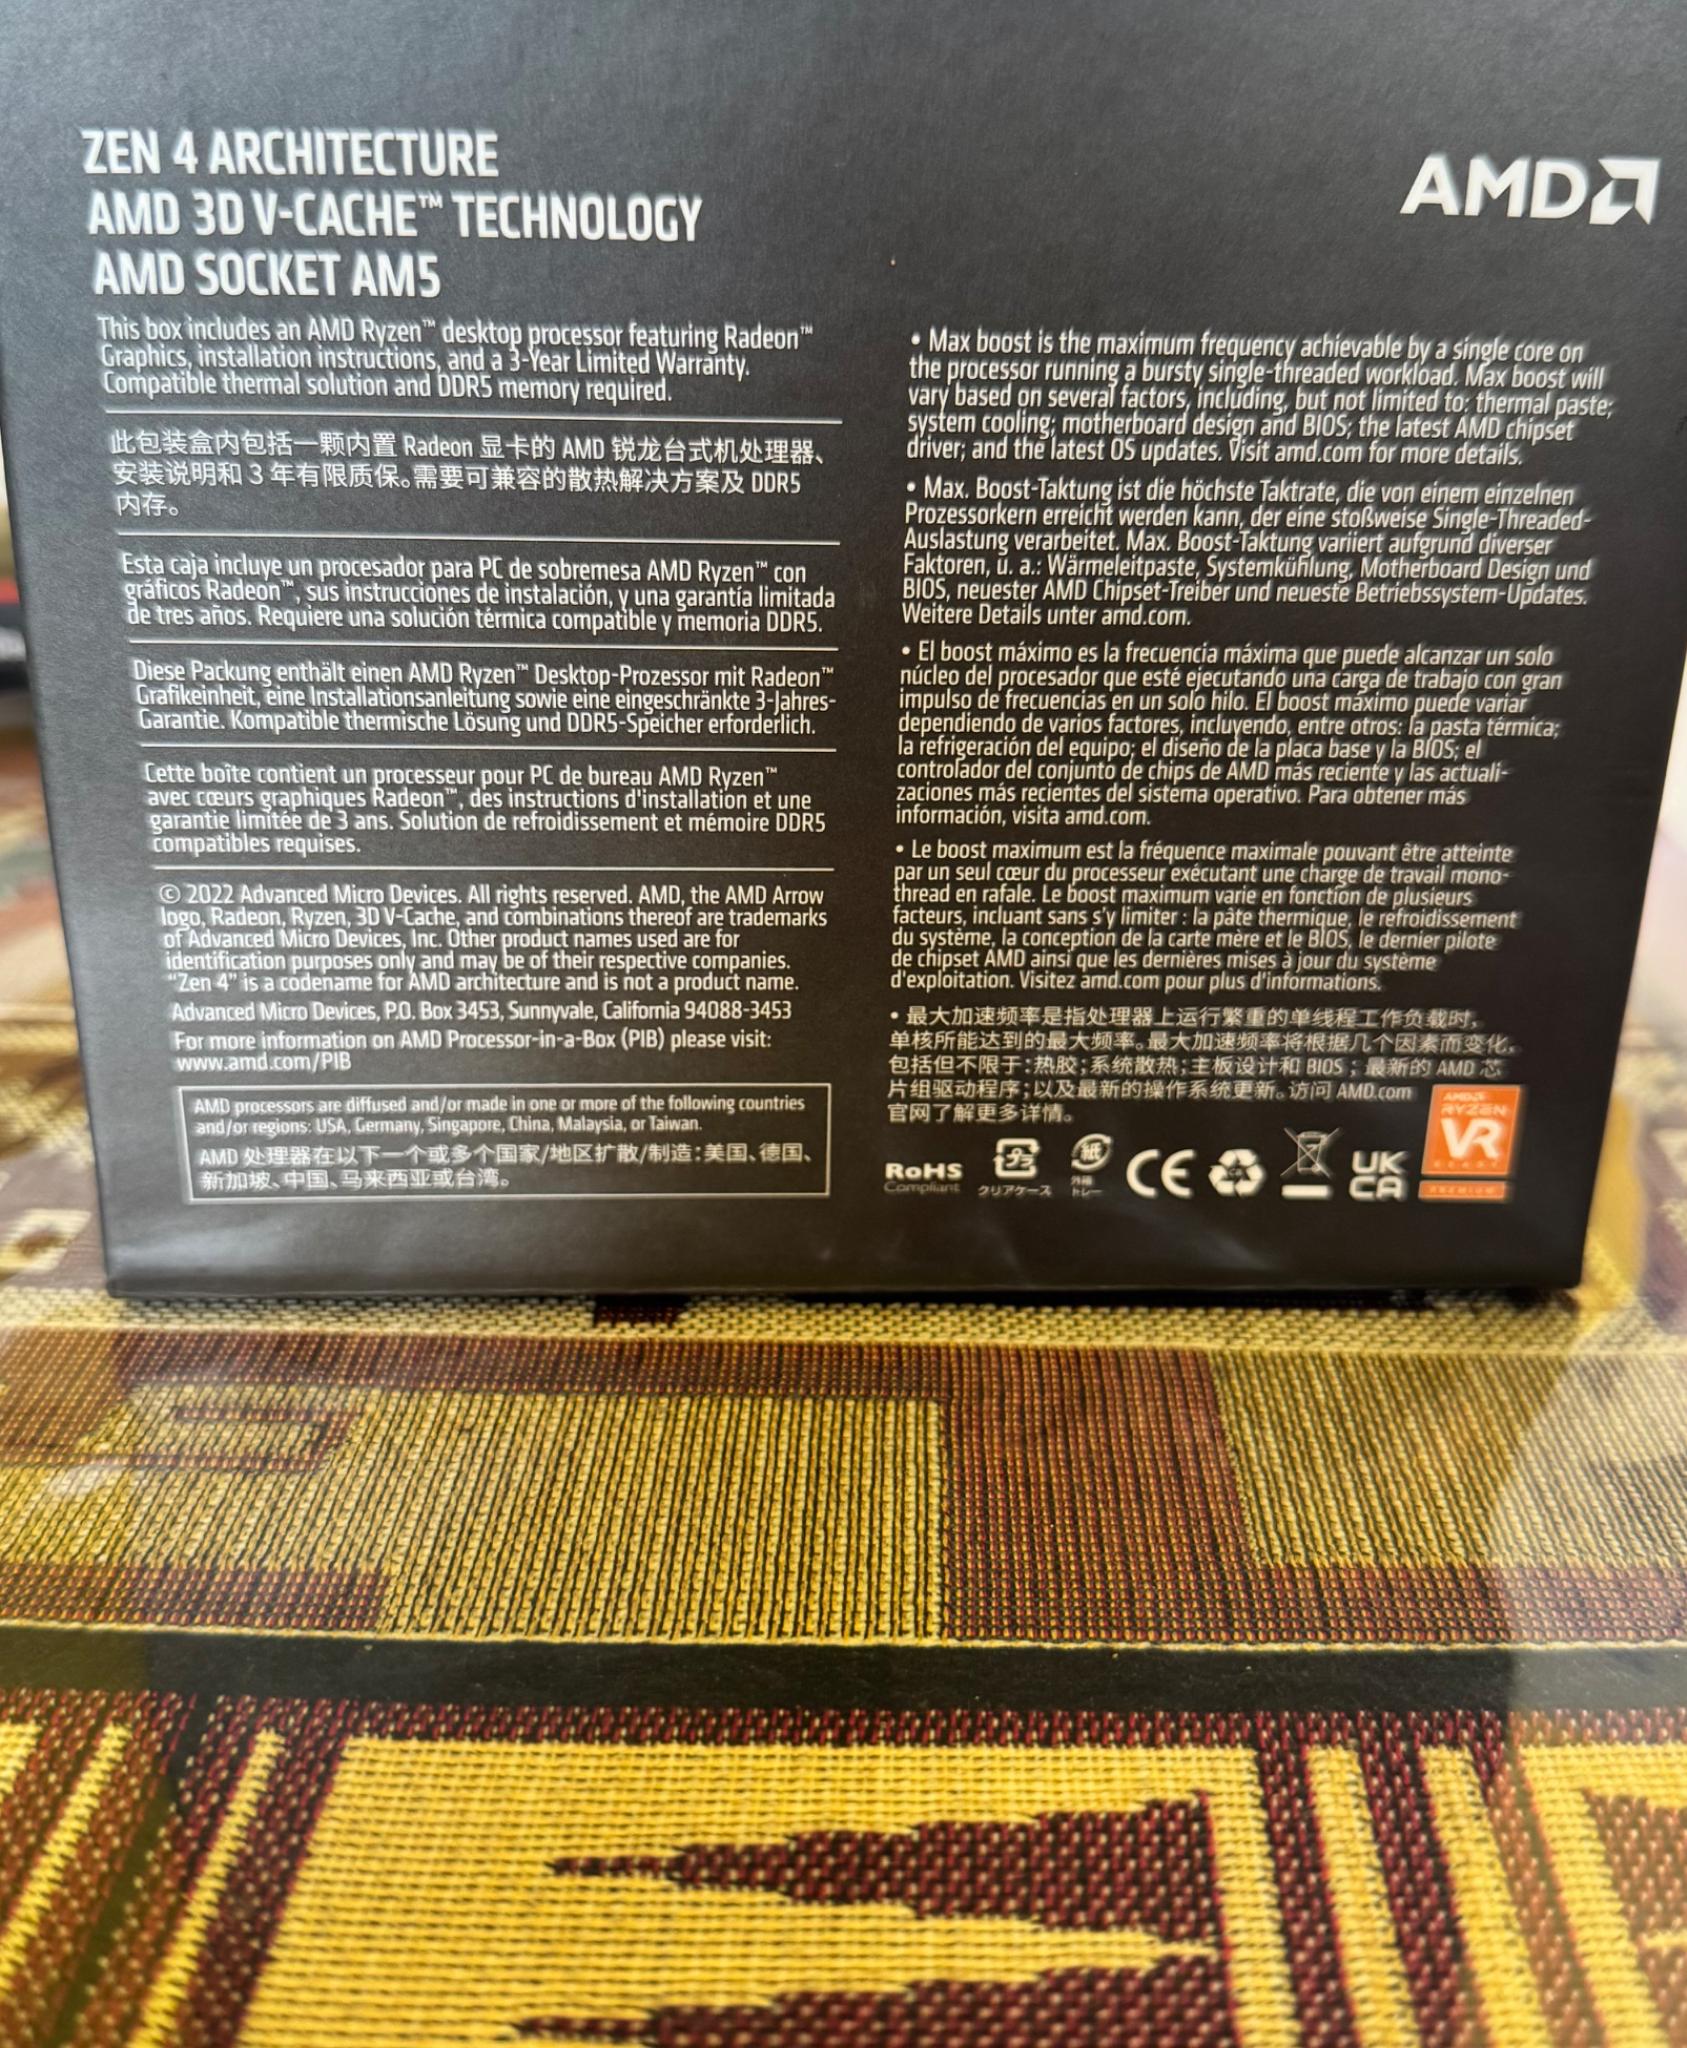 ZEN 4 ARCHITECTURE
AMD 3D V-CACHE™ TECHNOLOGY
AMD SOCKET AM5
This box includes an AMD Ryzen™ desktop processor featuring Radeon™
Graphics, installation instructions, and a 3-Year Limited Warranty.
Compatible thermal solution and DDR5 memory required.
此包装盒内包括一颗内置 Radeon 显卡的 AMD 锐龙台式机处理器、
安装说明和 3 年有限质保。需要可兼容的散热解决方案及 DDR5
内存。
Esta caja incluye un procesador para PC de sobremesa AMD Ryzen™ con
gráficos Radeon™, sus instrucciones de instalación, y una garantía limitada
de tres años. Requiere una solución térmica compatible y memoria DDR5.
Diese Packung enthält einen AMD Ryzen™ Desktop-Prozessor mit Radeon™
Grafikeinheit, eine Installationsanleitung sowie eine eingeschränkte 3-Jahres-
Garantie. Kompatible thermische Lösung und DDR5-Speicher erforderlich.
Cette boîte contient un processeur pour PC de bureau AMD Ryzen™
avec cœurs graphiques Radeon™, des instructions d'installation et une
garantie limitée de 3 ans. Solution de refroidissement et mémoire DDR5
compatibles requises.
© 2022 Advanced Micro Devices. All rights reserved. AMD, the AMD Arrow
logo, Radeon, Ryzen, 3D V-Cache, and combinations thereof are trademarks
of Advanced Micro Devices, Inc. Other product names used are for
identification purposes only and may be of their respective companies.
"Zen 4" is a codename for AMD architecture and is not a product name.
Advanced Micro Devices, P.O. Box 3453, Sunnyvale, California 94088-3453
For more information on AMD Processor-in-a-Box (PIB) please visit:
www.amd.com/PIB
AMD processors are diffused and/or made in one or more of the following countries
and/or regions: USA, Germany, Singapore, China, Malaysia, or Taiwan.
AMD 处理器在以下一个或多个国家/地区扩散/制造：美国、德国、
新加坡、中国、马来西亚或台湾。
AMD
• Max boost is the maximum frequency achievable by a single core on
the processor running a bursty single-threaded workload. Max boost will
vary based on several factors, including, but not limited to: thermal paste;
system cooling; motherboard design and BIOS; the latest AMD chipset
driver; and the latest OS updates. Visit amd.com for more details.
• Max. Boost-Taktung ist die höchste Taktrate, die von einem einzelnen
Prozessorkern erreicht werden kann, der eine stoßweise Single-Threaded-
Auslastung verarbeitet. Max. Boost-Taktung variiert aufgrund diverser
Faktoren, u. a.: Wärmeleitpaste, Systemkühlung, Motherboard Design und
BIOS, neuester AMD Chipset-Treiber und neueste Betriebssystem-Updates.
Weitere Details unter amd.com.
• El boost máximo es la frecuencia máxima que puede alcanzar un solo
núcleo del procesador que esté ejecutando una carga de trabajo con gran
impulso de frecuencias en un solo hilo. El boost máximo puede variar
dependiendo de varios factores, incluyendo, entre otros: la pasta térmica;
la refrigeración del equipo; el diseño de la placa base y la BIOS; el
controlador del conjunto de chips de AMD más reciente y las actuali-
zaciones más recientes del sistema operativo. Para obtener más
información, visita amd.com.
• Le boost maximum est la fréquence maximale pouvant être atteinte
par un seul cœur du processeur exécutant une charge de travail mono-
thread en rafale. Le boost maximum varie en fonction de plusieurs
facteurs, incluant sans s'y limiter : la pâte thermique, le refroidissement
du système, la conception de la carte mère et le BIOS, le dernier pilote
de chipset AMD ainsi que les dernières mises à jour du système
d'exploitation. Visitez amd.com pour plus d'informations.
• 最大加速频率是指处理器上运行繁重的单线程工作负载时，
单核所能达到的最大频率。最大加速频率将根据几个因素而变化，
包括但不限于：热胶；系统散热；主板设计和 BIOS；最新的 AMD 芯
片组驱动程序；以及最新的操作系统更新。访问 AMD.com
官网了解更多详情。
RoHS
Compliant
プラ
クリアケース
紙
外箱
トレー
CE
UK
CA
AMD
RYZEN
VR
READY
PREMIUM